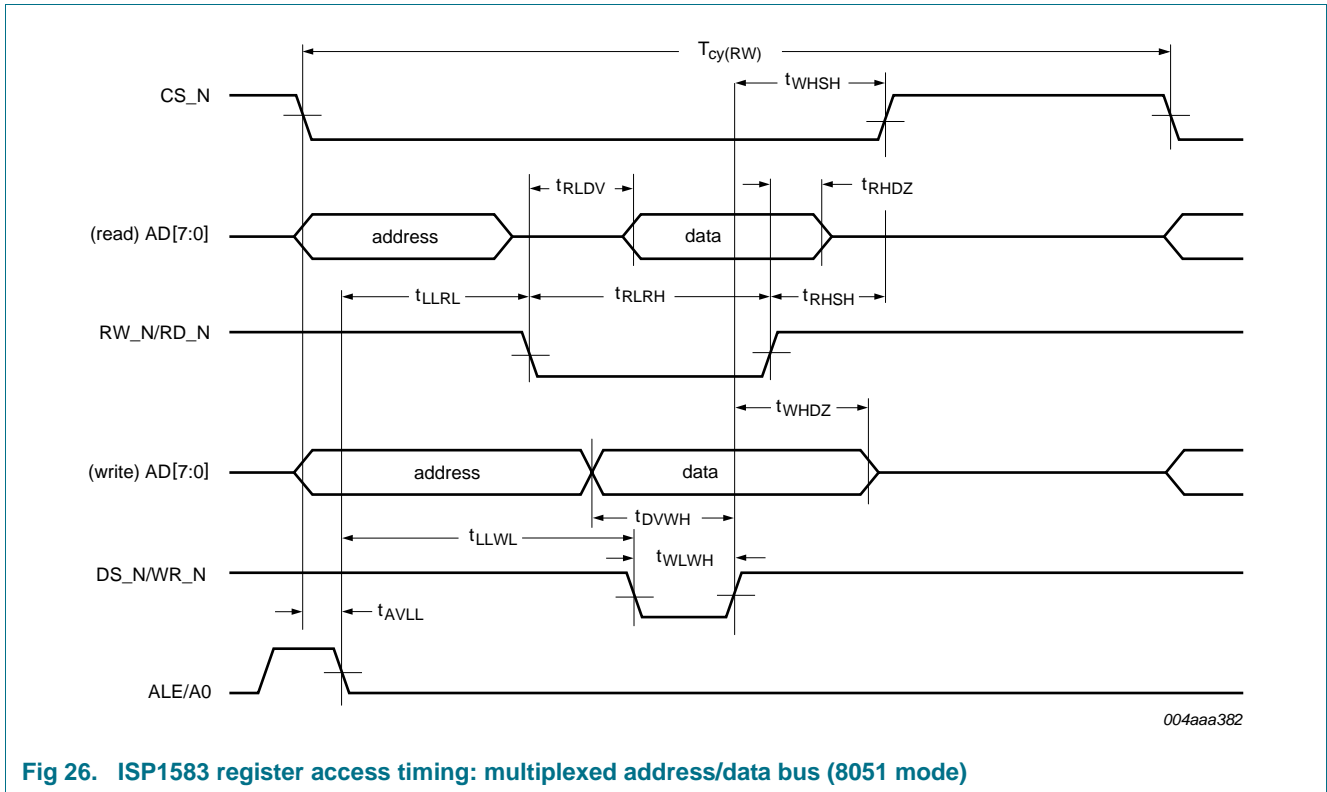 Tcy(RW)
tWHSH
CS_N
tRLDV
tRHDZ
(read) AD[7:0]
address
data
tLLRL
tRLRH
tRHSH
RW_N/RD_N
tWHDZ
(write) AD[7:0]
address
data
tDVWH
tLLWL
tWLWH
DS_N/WR_N
tAVLL
ALE/A0
004aaa382
Fig 26. ISP1583 register access timing: multiplexed address/data bus (8051 mode)